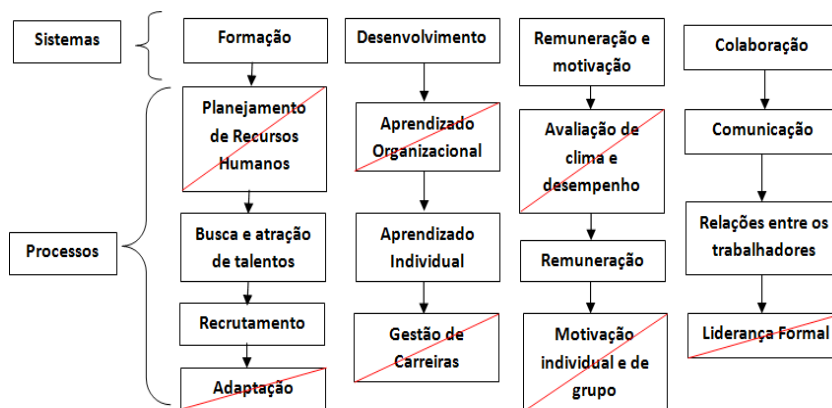 Sistemas
Formação
Desenvolvimento
Remuneração e
motivação
Colaboração
Processos
Planejamento
de Recursos
Humanos
Busca e atração
de talentos
Recrutamento
Adaptação
Aprendizado
Organizacional
Aprendizado
Individual
Gestão de
Carreiras
Avaliação de
clima e
desempenho
Remuneração
Motivação
individual e de
grupo
Comunicação
Relações entre os
trabalhadores
Liderança Formal